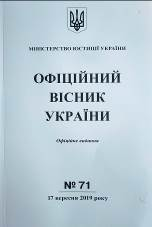 МІНІСТЕРСТВО ЮСТИЦІЇ УКРАЇНИ
ОФІЦІЙНИЙ
ВІСНИК
УКРАЇНИ
Офіційне видання
№ 71
17 вересня 2019 року